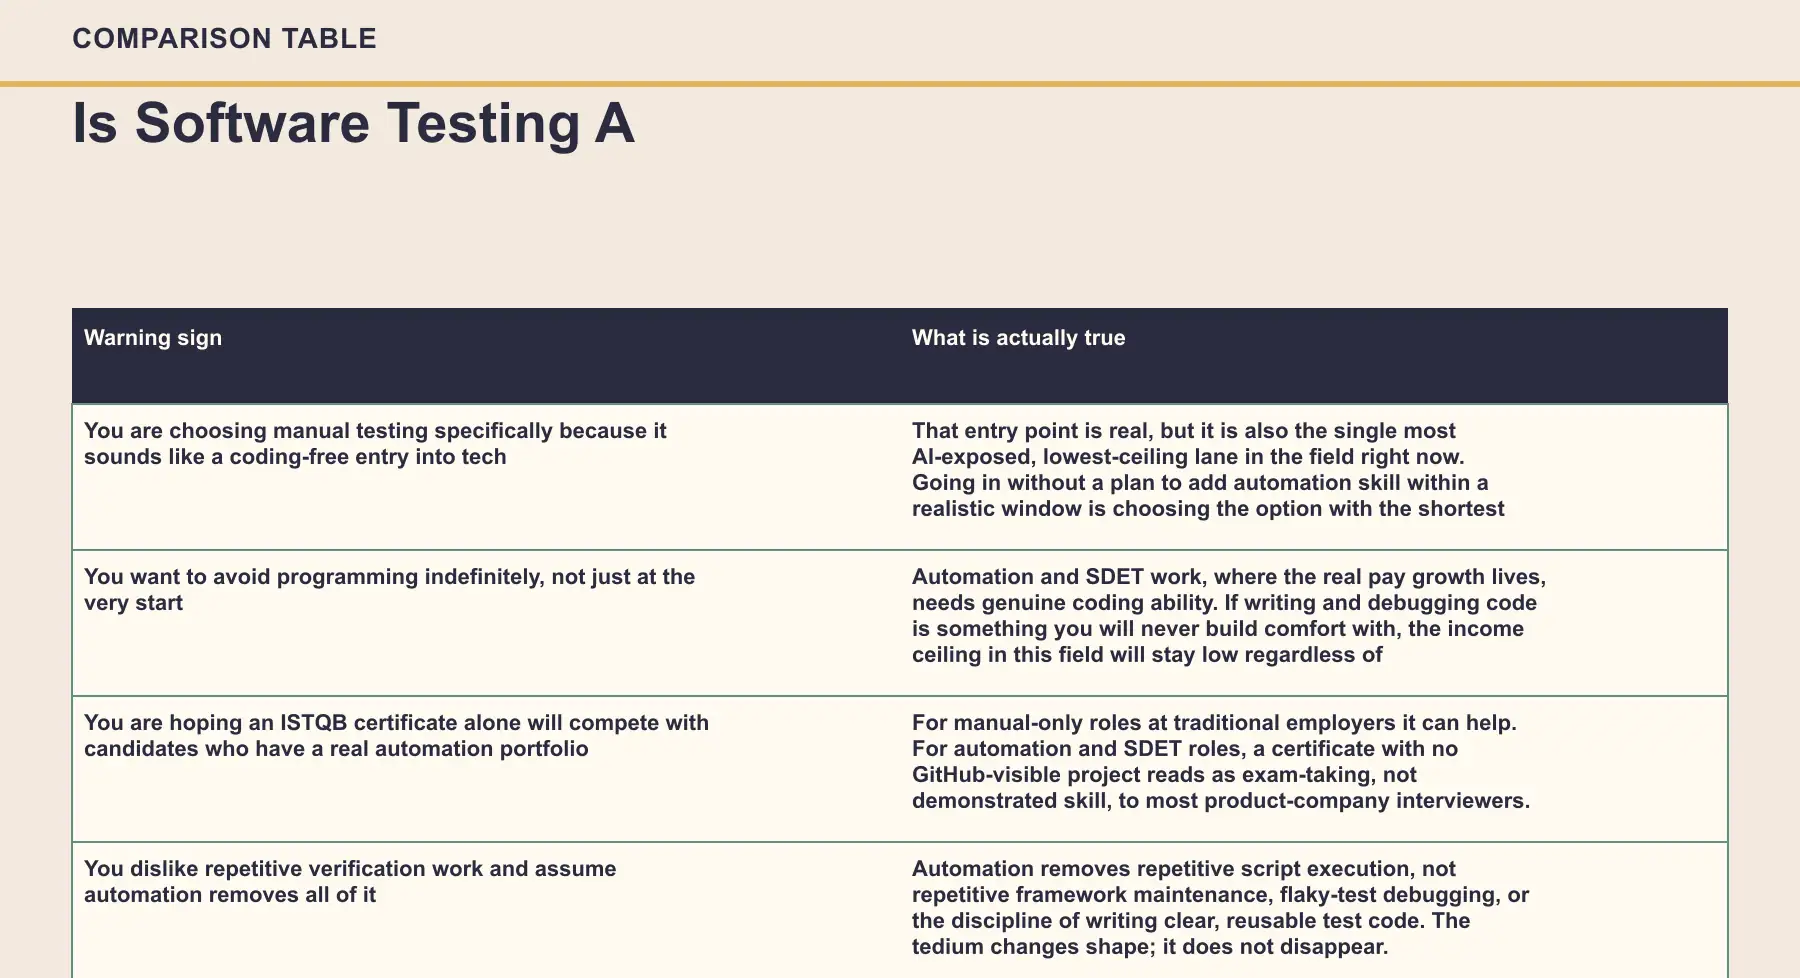 COMPARISON TABLE
Is Software Testing A
Warning sign
What is actually true
You are choosing manual testing specifically because it
sounds like a coding-free entry into tech
That entry point is real, but it is also the single most
AI-exposed, lowest-ceiling lane in the field right now.
Going in without a plan to add automation skill within a
realistic window is choosing the option with the shortest
You want to avoid programming indefinitely, not just at the
very start
Automation and SDET work, where the real pay growth lives,
needs genuine coding ability. If writing and debugging code
is something you will never build comfort with, the income
ceiling in this field will stay low regardless of
You are hoping an ISTQB certificate alone will compete with
candidates who have a real automation portfolio
For manual-only roles at traditional employers it can help.
For automation and SDET roles, a certificate with no
GitHub-visible project reads as exam-taking, not
demonstrated skill, to most product-company interviewers.
You dislike repetitive verification work and assume
automation removes all of it
Automation removes repetitive script execution, not
repetitive framework maintenance, flaky-test debugging, or
the discipline of writing clear, reusable test code. The
tedium changes shape; it does not disappear.